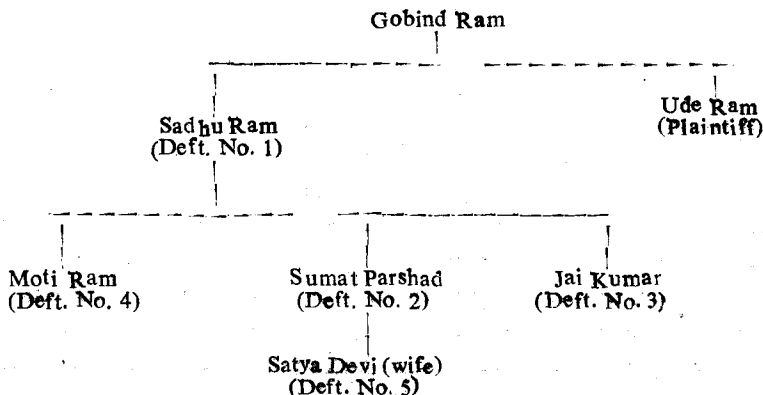 Gobind Ram
Ude Ram
(Plaintiff)
Sadhu Ram
(Deft. No. 1)
Moti Ram
(Deft. No. 4)
Sumat Parshad
(Deft. No. 2)
Jai Kumar
(Deft. No. 3)
Satya Devi (wife)
(Deft. No. 5)